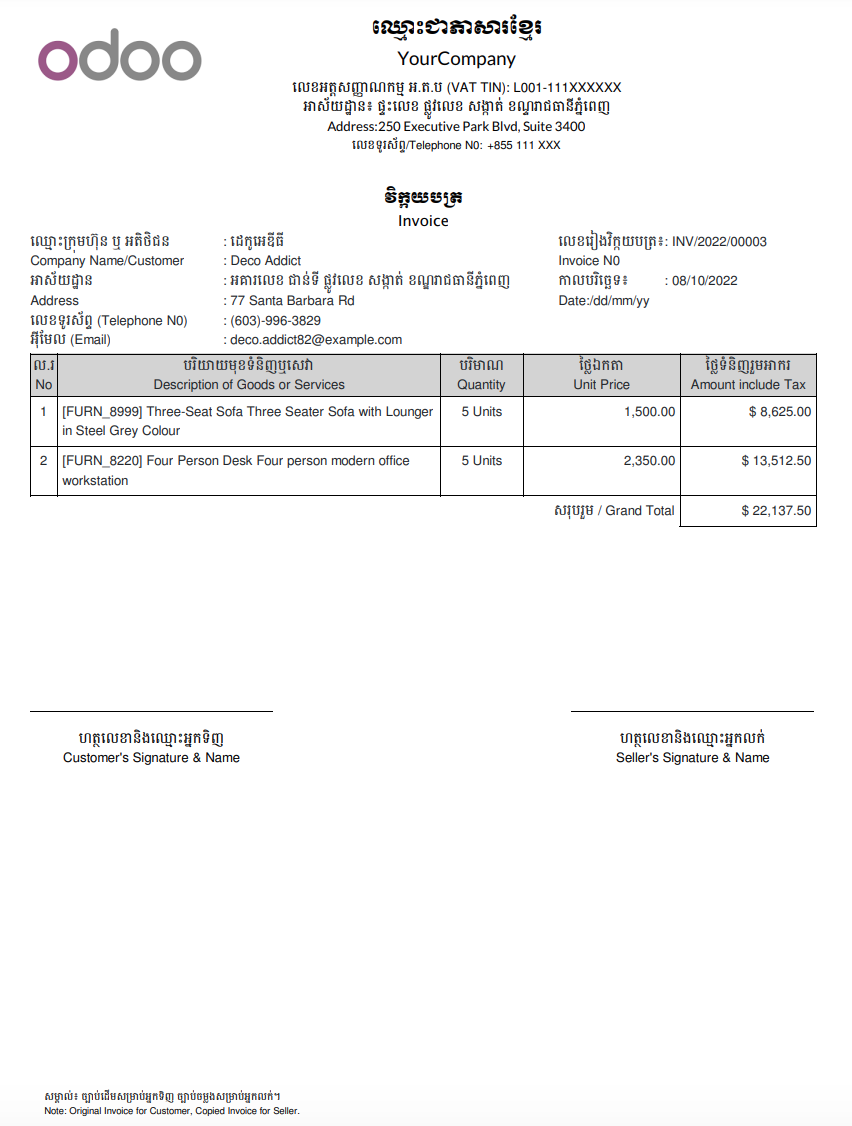 odoo
ឈ្មោះជាភាសារខ្មែរ
YourCompany
លេខអត្តសញ្ញាណកម្ម អ.ត.ប (VAT TIN): L001-111XXXXXX
អាស័យដ្ឋាន៖ ផ្ទះលេខ ផ្លូវលេខ សង្កាត់ ខណ្ឌរាជធានីភ្នំពេញ
Address:250 Executive Park Blvd, Suite 3400
លេខទូរស័ព្ទ/Telephone N0: +855 111 XXX
វិក្កយបត្រ
Invoice
ឈ្មោះក្រុមហ៊ុន ឬ អតិថិជន : ដេកូអេឌីធី លេខរៀងវិក្កយបត្រ៖: INV/2022/00003
Company Name/Customer : Deco Addict Invoice N0
អាស័យដ្ឋាន : អគារលេខ ជាន់ទី ផ្លូវលេខ សង្កាត់ ខណ្ឌរាជធានីភ្នំពេញ កាលបរិច្ឆេទ៖ : 08/10/2022
Address : 77 Santa Barbara Rd Date:/dd/mm/yy
លេខទូរស័ព្ទ (Telephone N0) : (603)-996-3829
អ៊ីមែល (Email) : deco.addict82@example.com
ល.រ បរិយាយមុខទំនិញឬសេវា បរិមាណ ថ្លៃឯកតា ថ្លៃទំនិញរួមអាករ
No Description of Goods or Services Quantity Unit Price Amount include Tax
1 [FURN_8999] Three-Seat Sofa Three Seater Sofa with Lounger 5 Units 1,500.00 $ 8,625.00
in Steel Grey Colour
2 [FURN_8220] Four Person Desk Four person modern office 5 Units 2,350.00 $ 13,512.50
workstation
សរុបរួម / Grand Total $ 22,137.50
ហត្ថលេខានិងឈ្មោះអ្នកទិញ ហត្ថលេខានិងឈ្មោះអ្នកលក់
Customer's Signature & Name Seller's Signature & Name
សម្គាល់៖ ច្បាប់ដើមសម្រាប់អ្នកទិញ ច្បាប់ចម្លងសម្រាប់អ្នកលក់។
Note: Original Invoice for Customer, Copied Invoice for Seller.